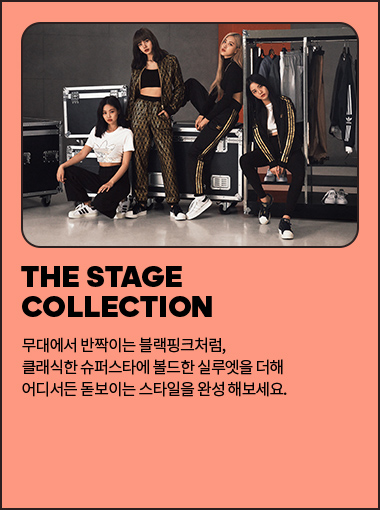 THE STAGE
COLLECTION
무대에서 반짝이는 블랙핑크처럼,
클래식한 슈퍼스타에 볼드한 실루엣을 더해
어디서든 돋보이는 스타일을 완성 해보세요.